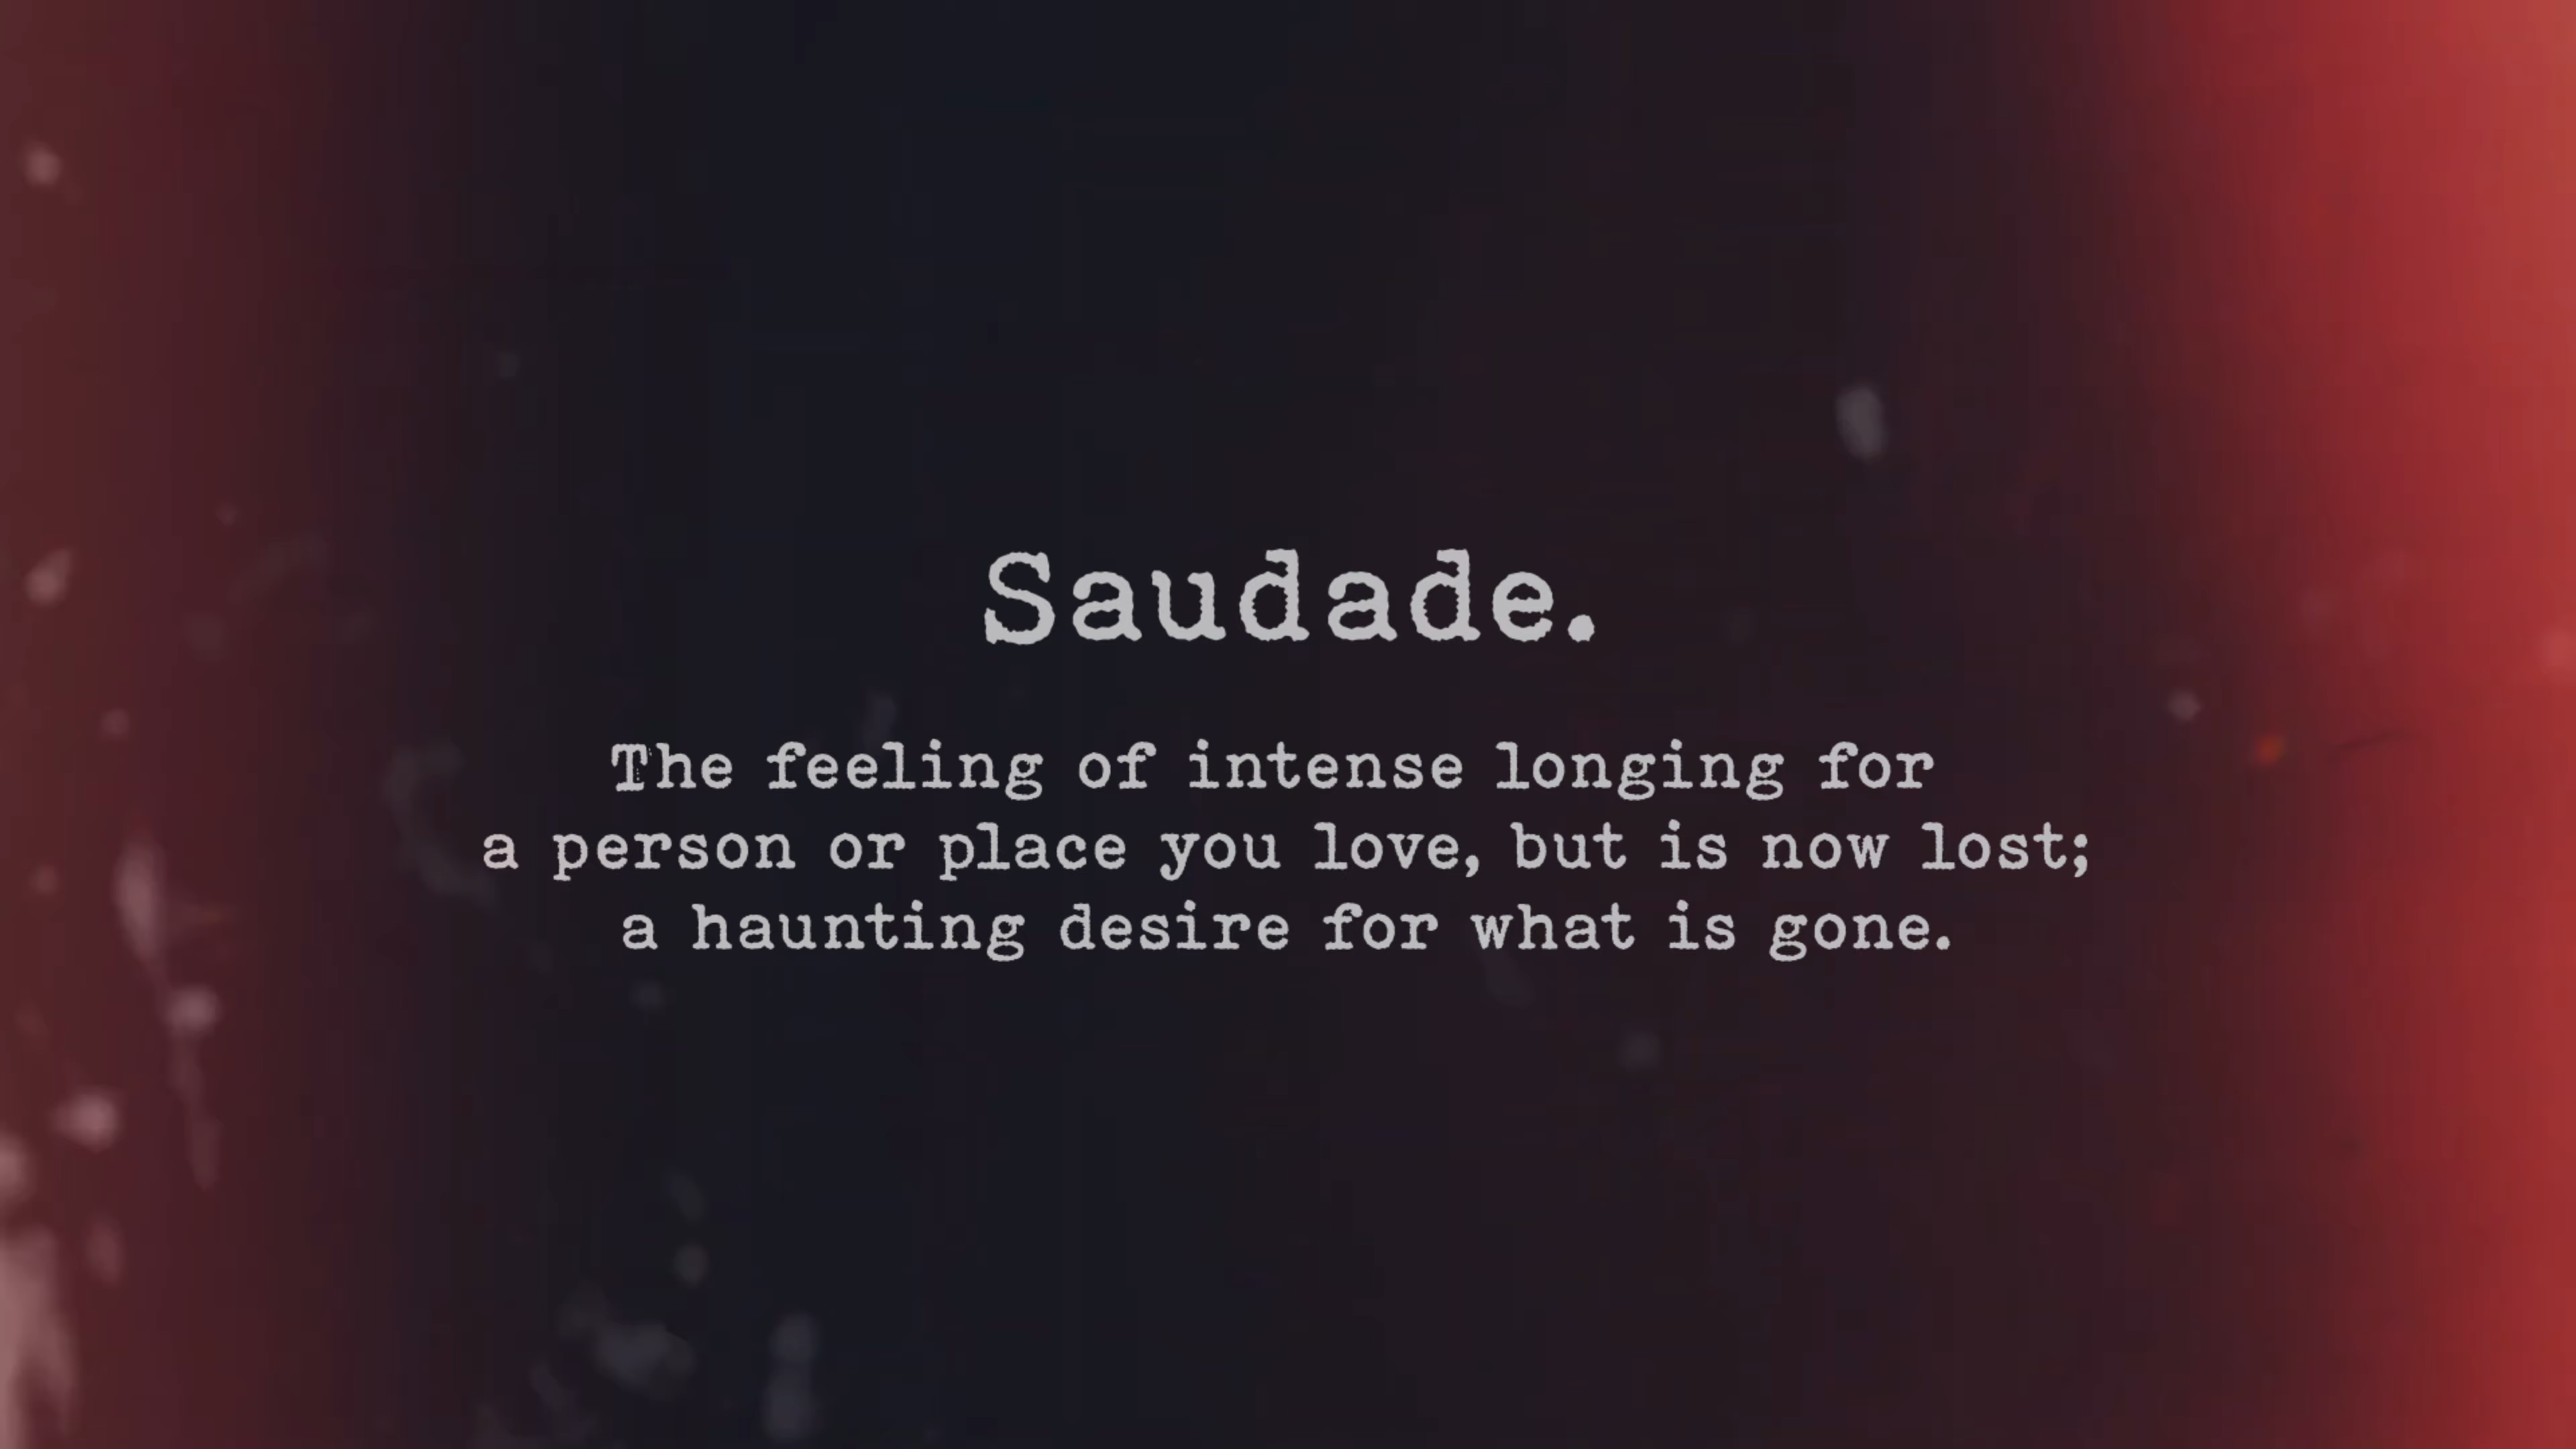 Saudade.
The feeling of intense longing for
a person or place you love, but is now lost;
a haunting desire for what is gone.